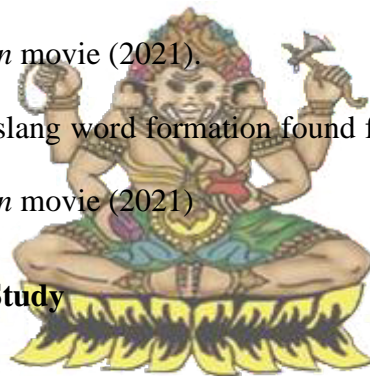 n movie (2021).
slang word formation found f
n movie (2021)
Study